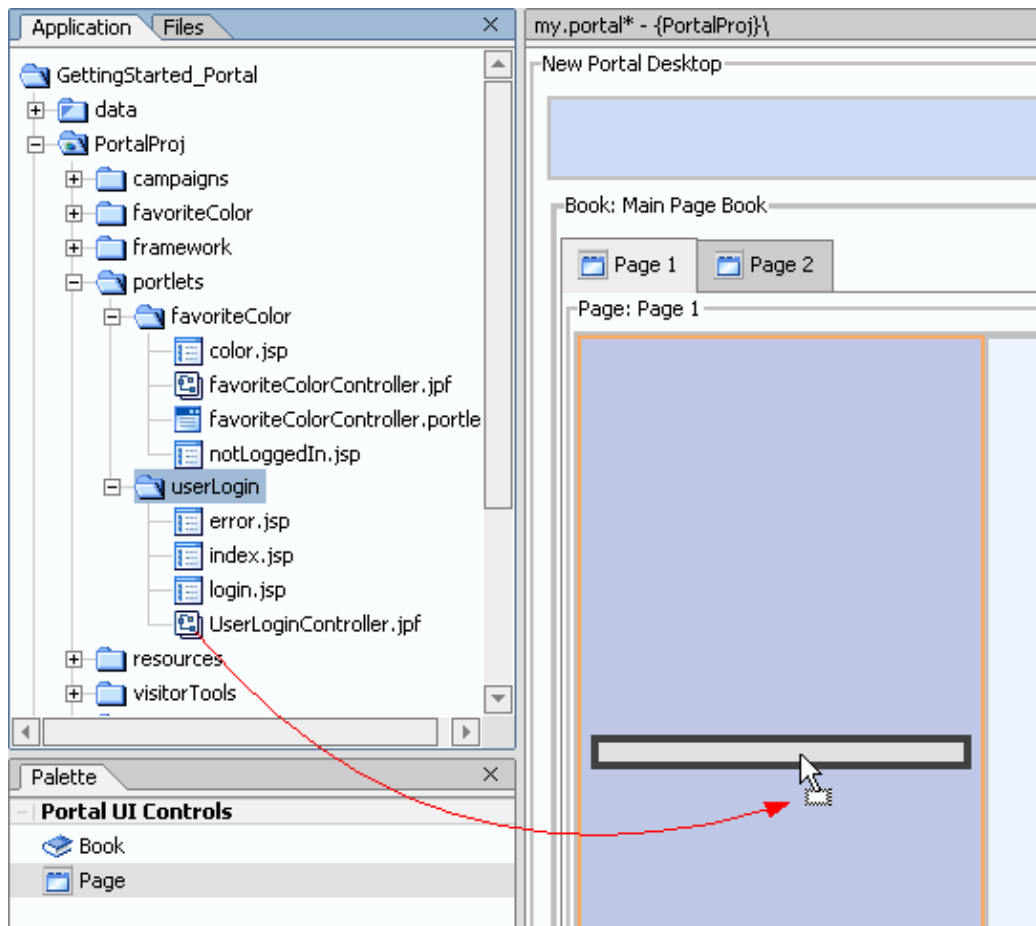 Application
Files
GettingStarted_Portal
data
PortalProj
campaigns
favoriteColor
framework
portlets
favoriteColor
color.jsp
favoriteColorController.jpf
favoriteColorController.portle
notLoggedIn.jsp
userLogin
error.jsp
index.jsp
login.jsp
UserLoginController.jpf
resources
visitorTools
Palette
Portal UI Controls
Book
Page
my.portal* - {PortalProj}\
New Portal Desktop
Book: Main Page Book
Page 1
Page 2
Page: Page 1